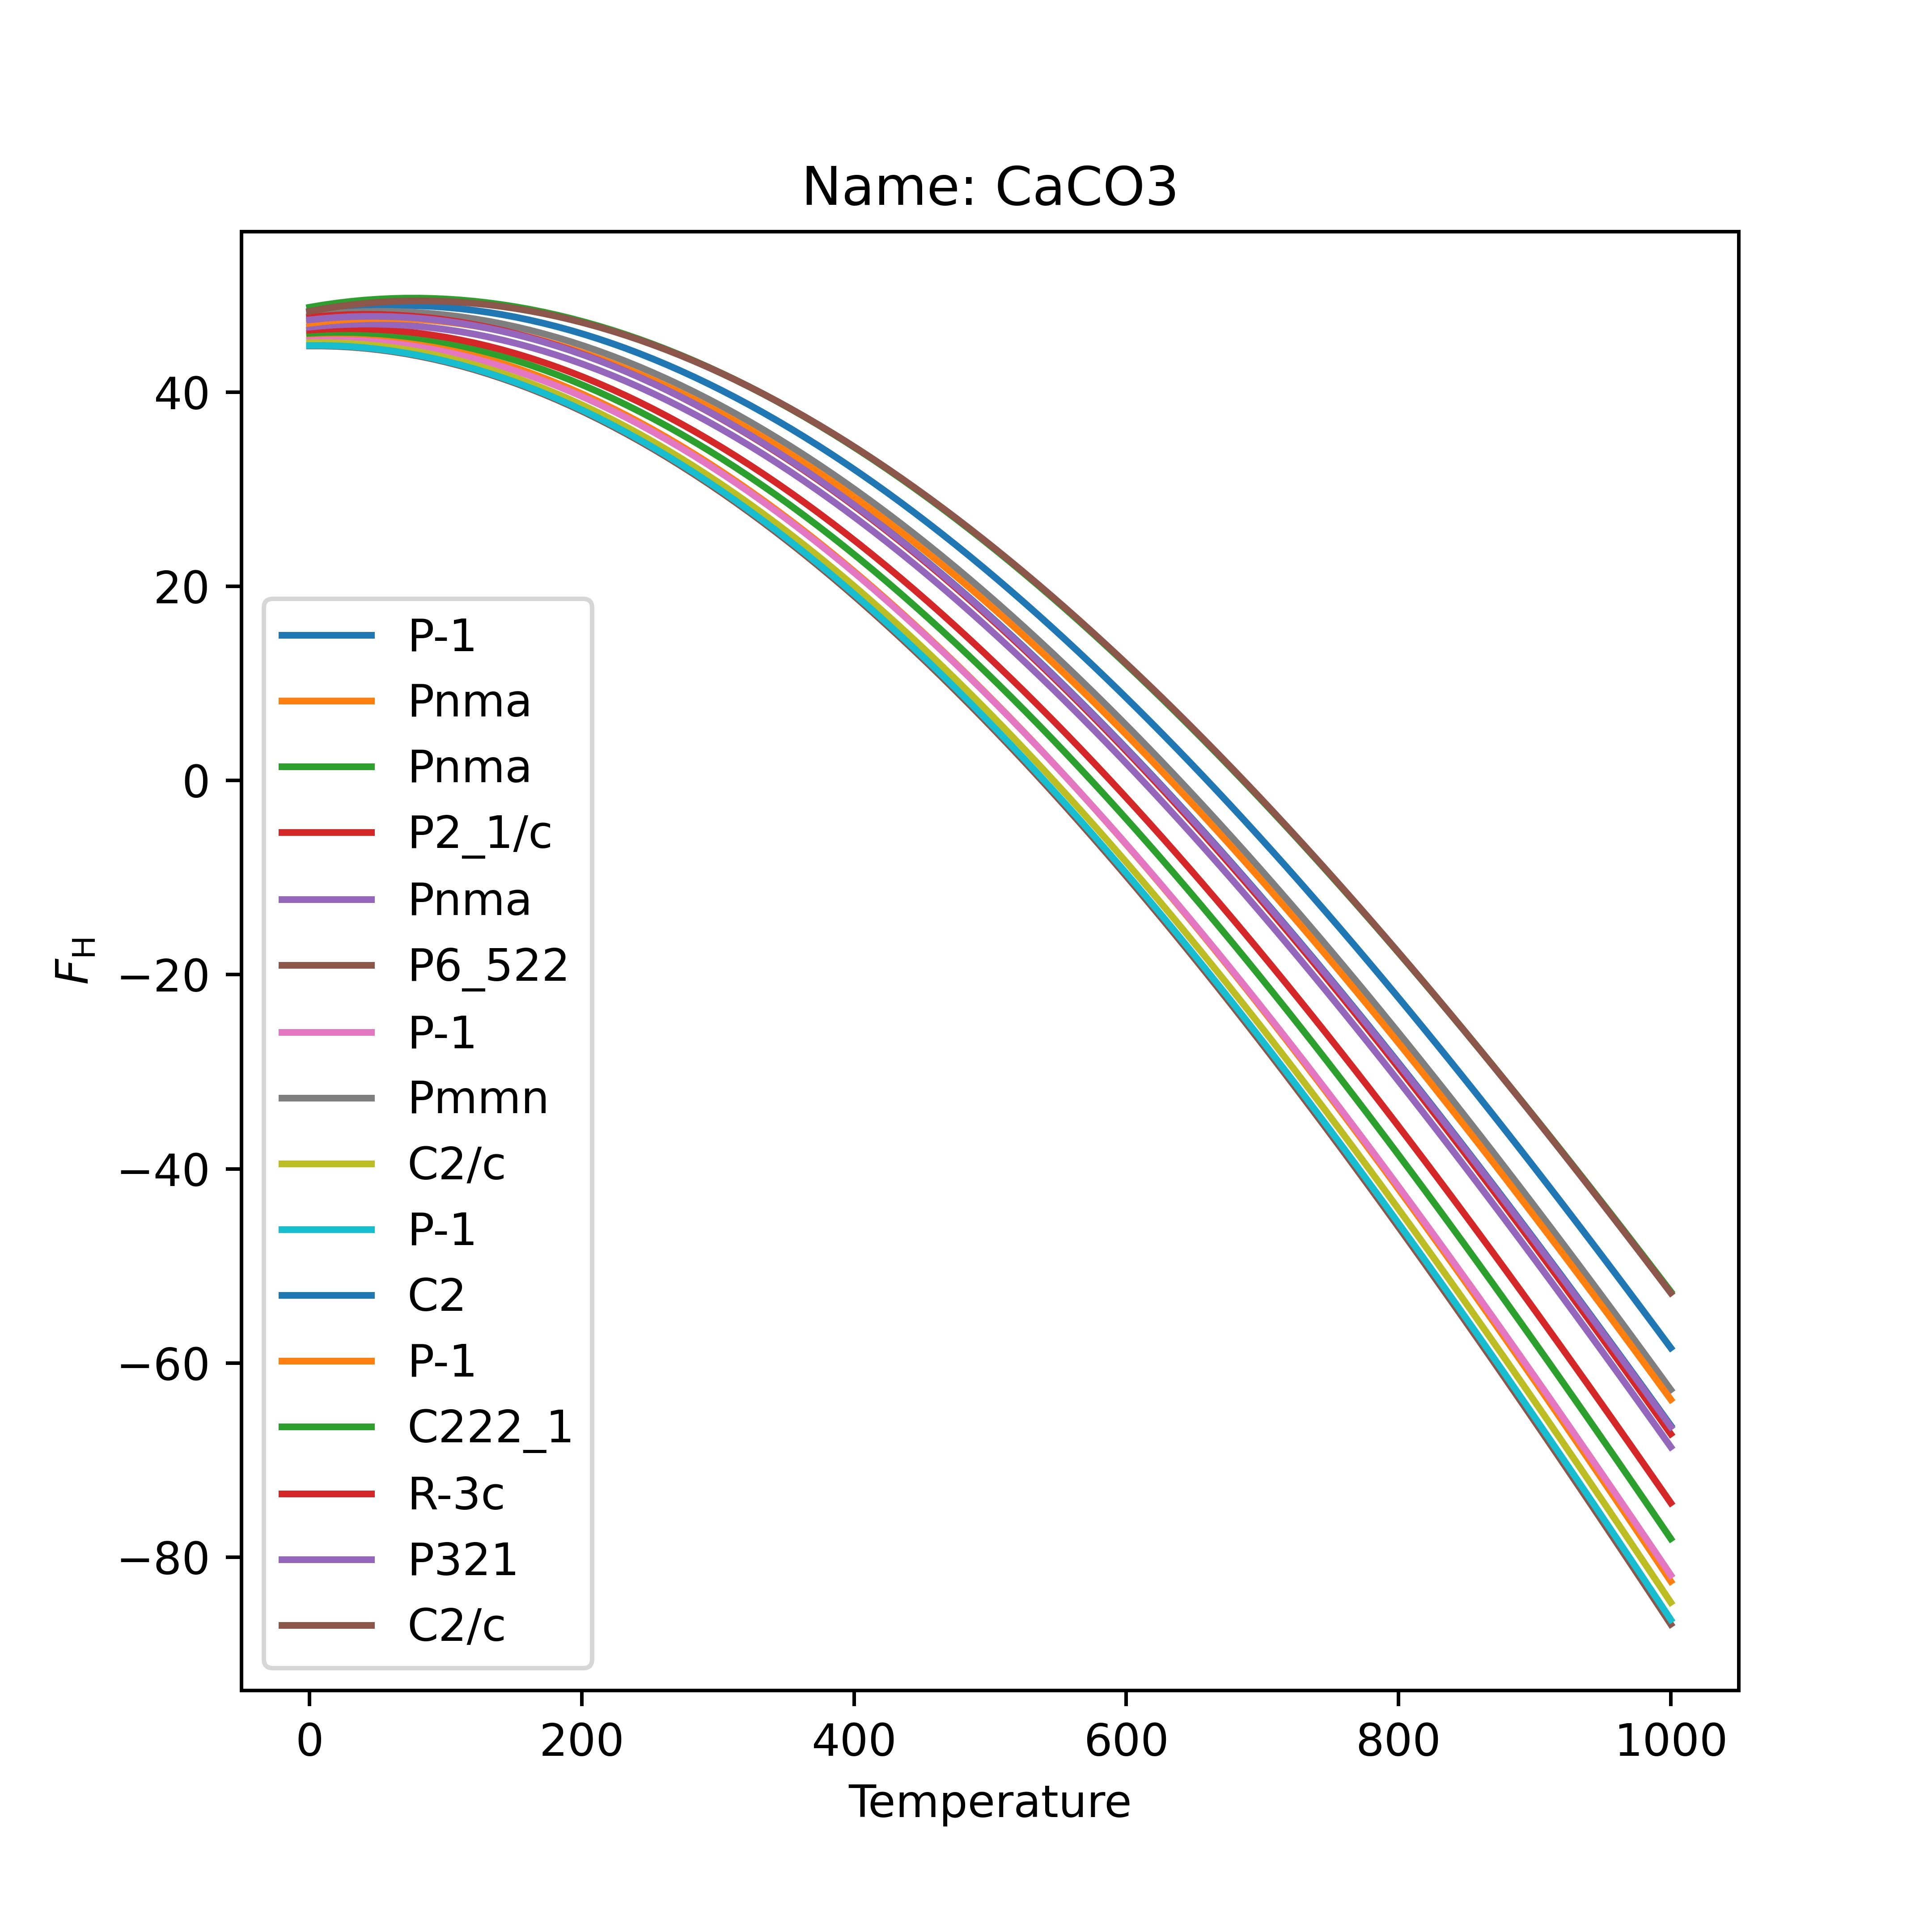 Name: CaCO3
40
20
0
−20
−40
−60
−80
F_H
P-1
Pnma
Pnma
P2_1/c
Pnma
P6_522
P-1
Pmmn
C2/c
P-1
C2
P-1
C222_1
R-3c
P321
C2/c
0 200 400 600 800 1000
Temperature